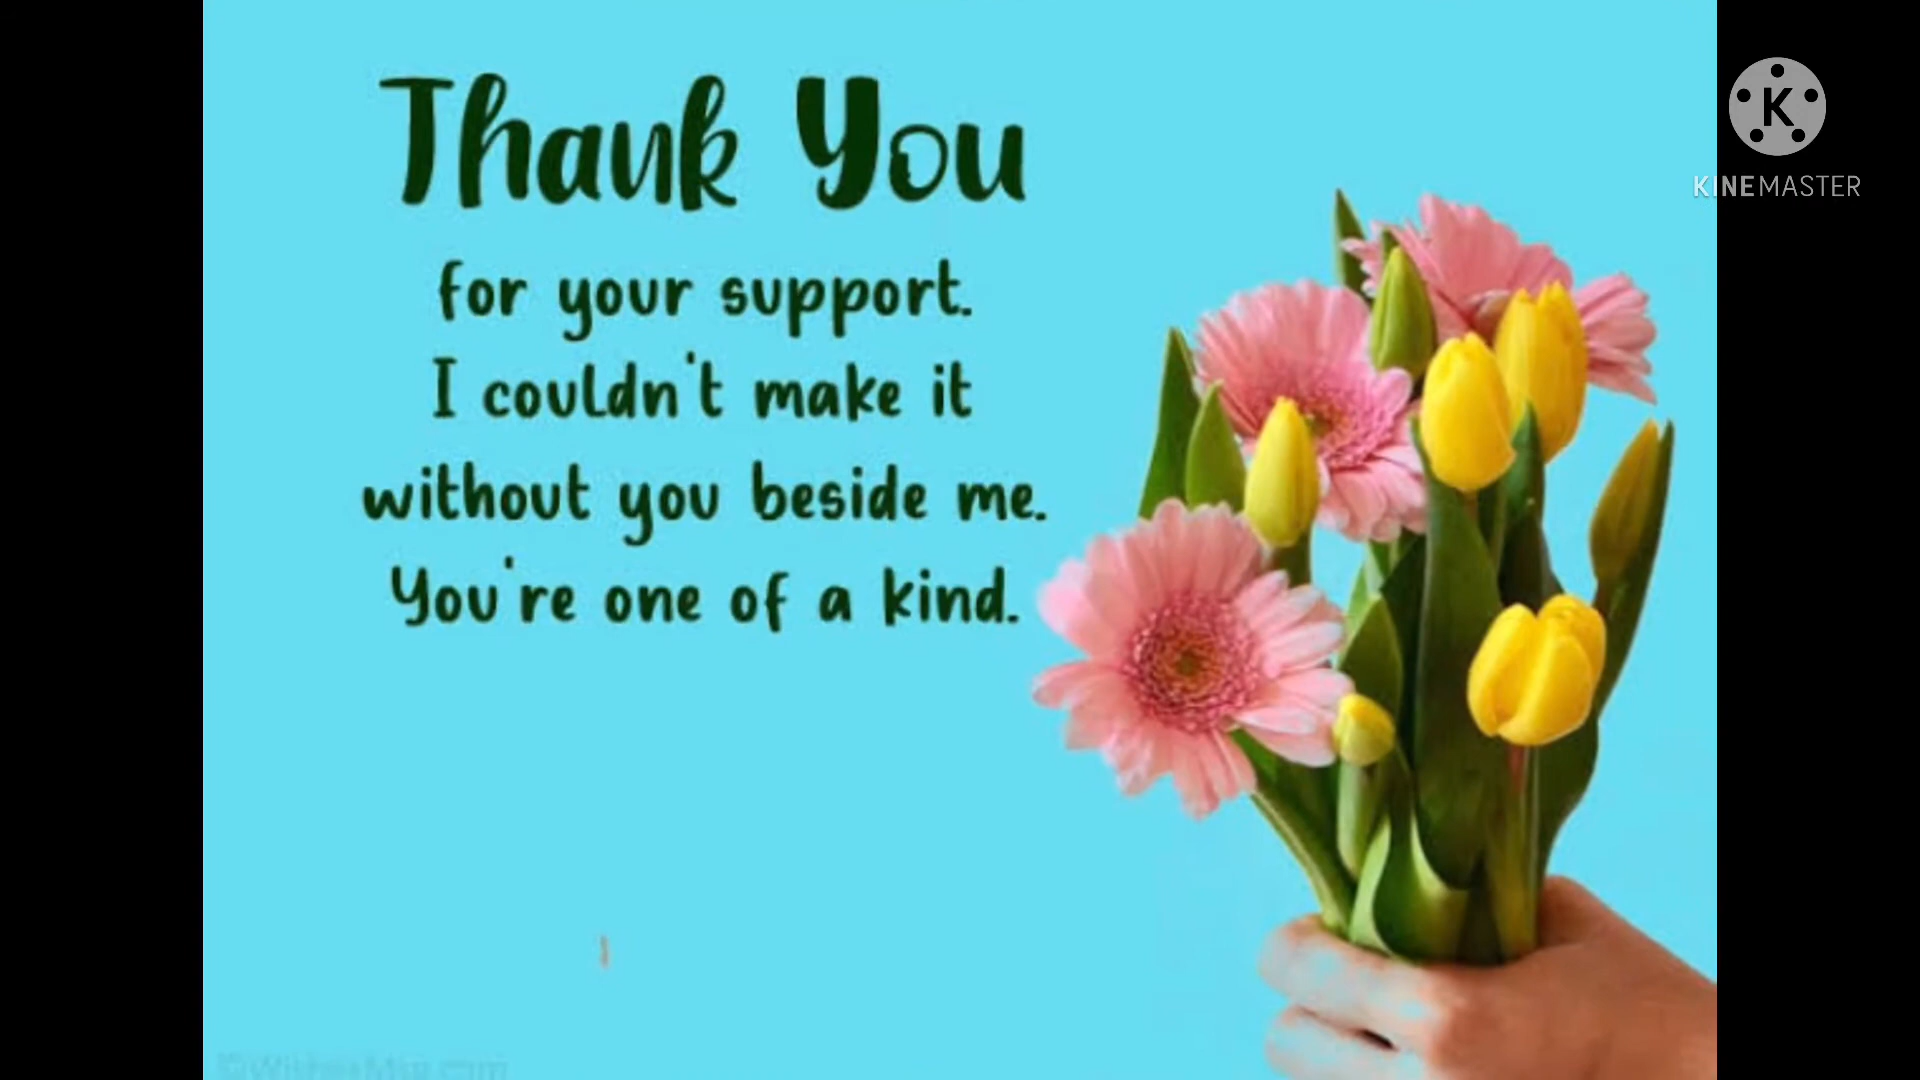 Thank You
for your support.
I couldn't make it
without you beside me.
You're one of a kind.
K
KINEMASTER